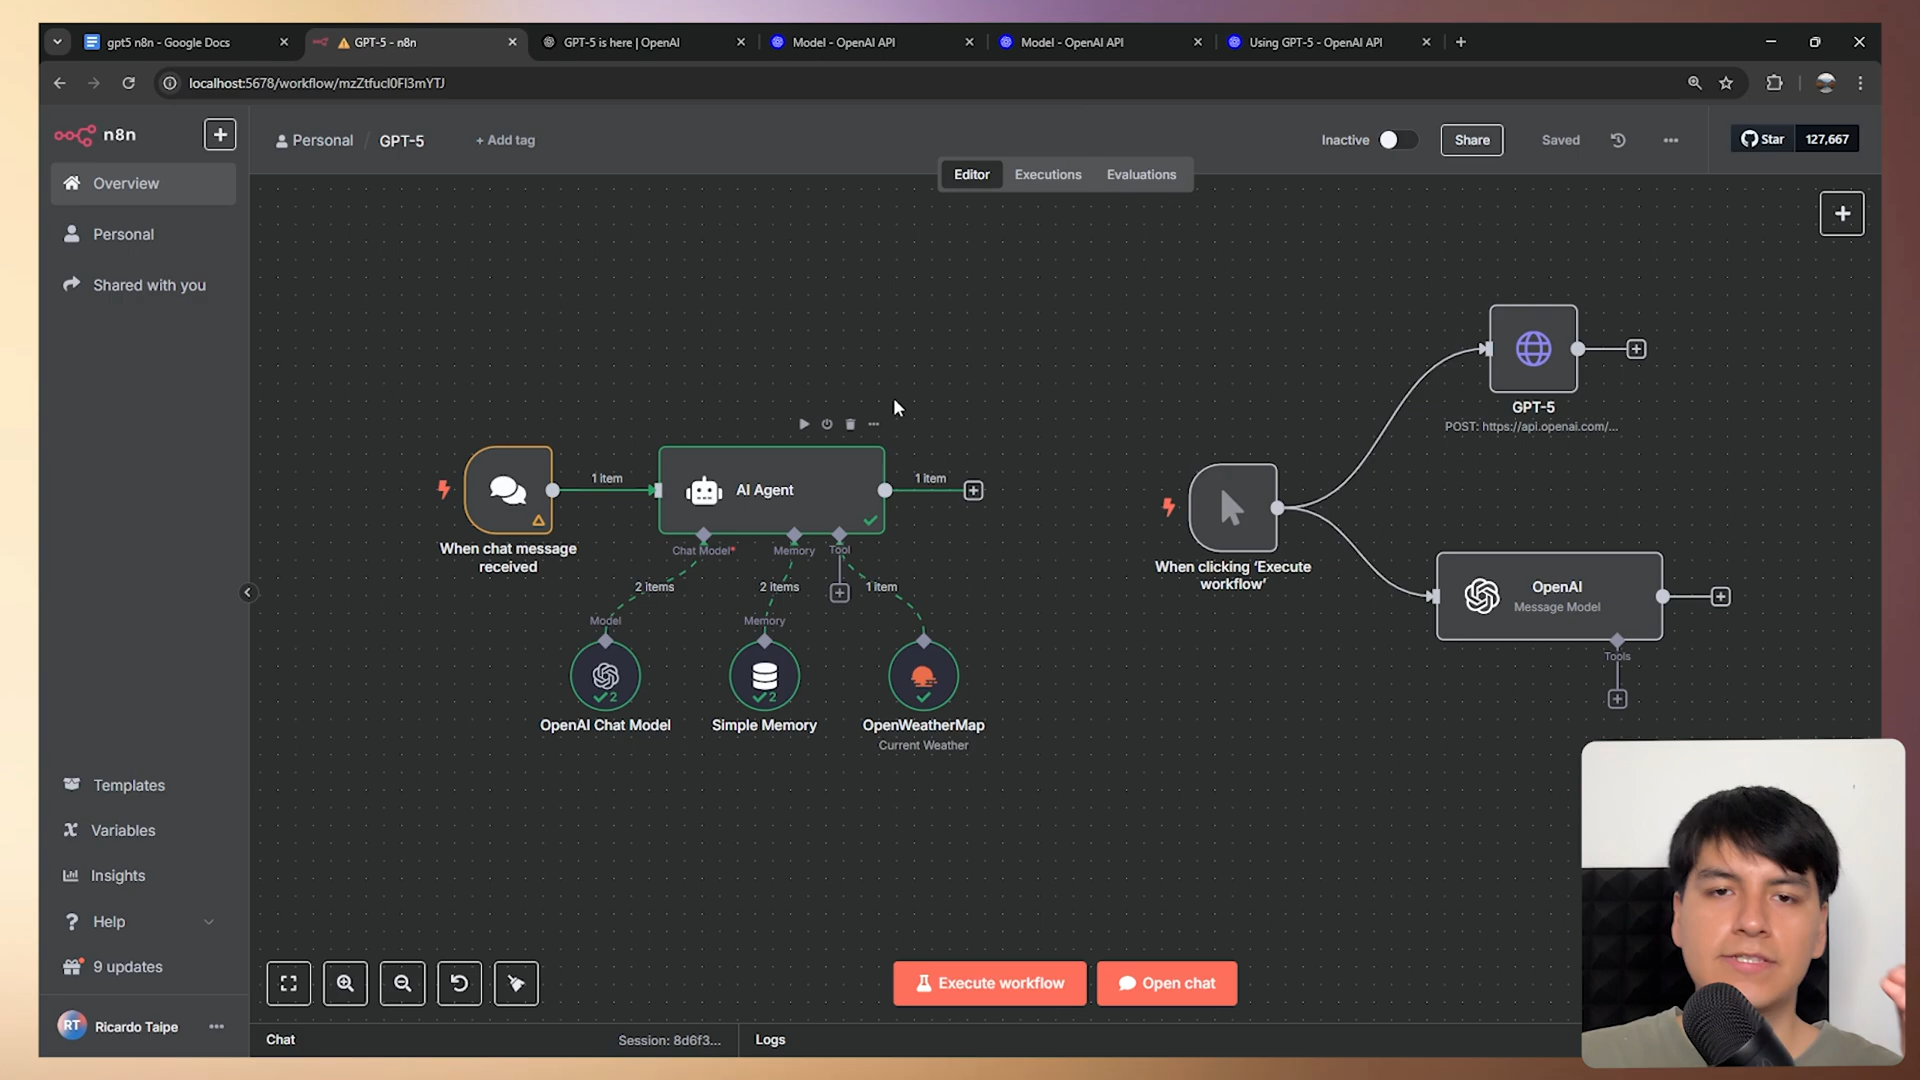 gpt5 n8n - Google Docs
GPT-5 - n8n
GPT-5 is here | OpenAI
Model - OpenAI API
Model - OpenAI API
Using GPT-5 - OpenAI API
localhost:5678/workflow/mzZtfucl0Fl3mYTJ
n8n
Personal / GPT-5
+ Add tag
Inactive
Share
Saved
Star
127,667
Editor
Executions
Evaluations
Overview
Personal
Shared with you
Templates
Variables
Insights
Help
9 updates
RT
Ricardo Taipe
When chat message
received
1 item
AI Agent
1 item
Chat Model*
Memory
Tool
2 items
2 items
1 item
Model
Memory
2
2
OpenAI Chat Model
Simple Memory
OpenWeatherMap
Current Weather
When clicking ‘Execute
workflow’
GPT-5
POST: https://api.openai.com/...
OpenAI
Message Model
Tools
Execute workflow
Open chat
Chat
Session: 8d6f3...
Logs